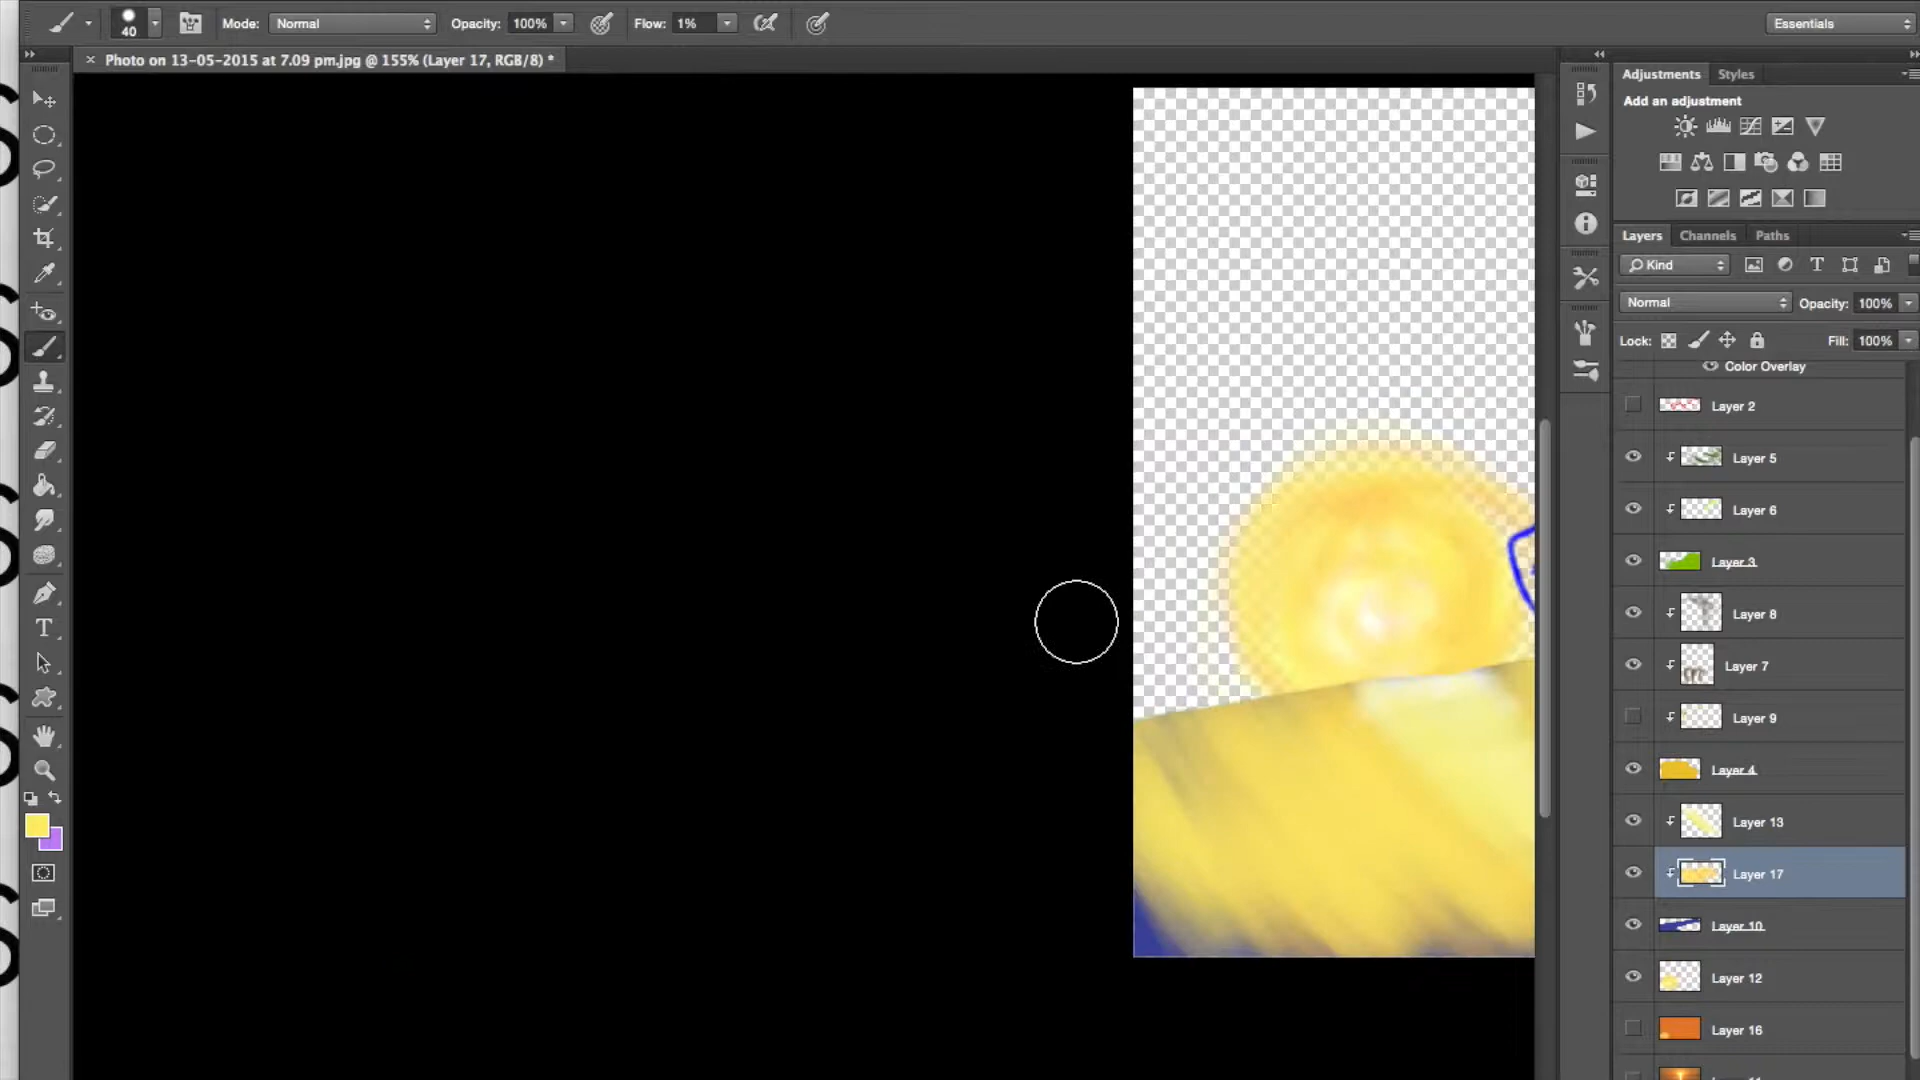 40
Mode: Normal Opacity: 100% Flow: 1% Essentials
Photo on 13-05-2015 at 7.09 pm.jpg @ 155% (Layer 17, RGB/8) *
Adjustments Styles
Add an adjustment
Layers Channels Paths
Kind
Normal Opacity: 100%
Lock: Fill: 100%
Color Overlay
Layer 2
Layer 5
Layer 6
Layer 3
Layer 8
Layer 7
Layer 9
Layer 4
Layer 13
Layer 17
Layer 10
Layer 12
Layer 16